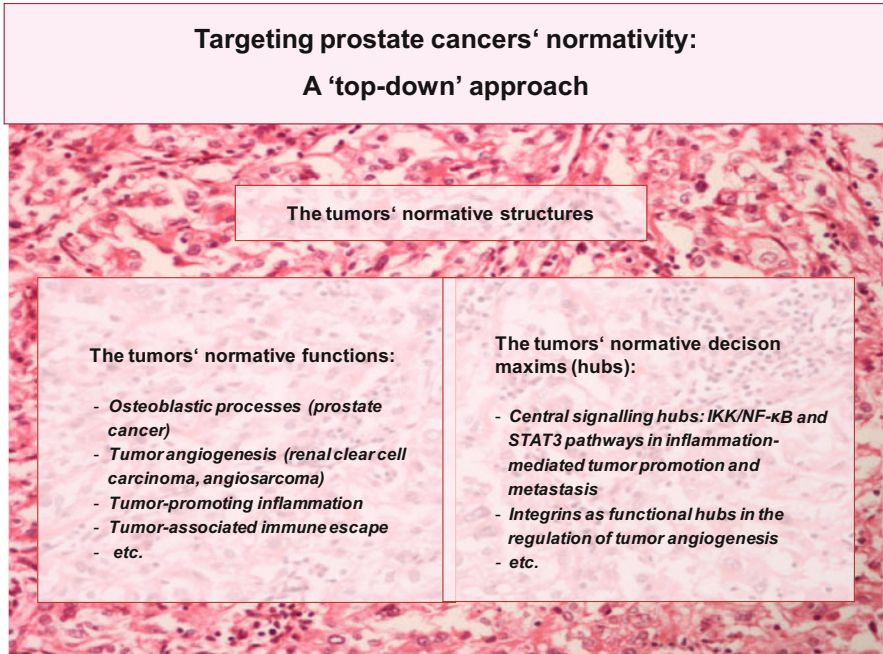 Targeting prostate cancers‘ normativity:
A ‘top-down’ approach
The tumors‘ normative structures
The tumors‘ normative functions:
- Osteoblastic processes (prostate
cancer)
- Tumor angiogenesis (renal clear cell
carcinoma, angiosarcoma)
- Tumor-promoting inflammation
- Tumor-associated immune escape
- etc.
The tumors‘ normative decison
maxims (hubs):
- Central signalling hubs: IKK/NF-κB and
STAT3 pathways in inflammation-
mediated tumor promotion and
metastasis
- Integrins as functional hubs in the
regulation of tumor angiogenesis
- etc.